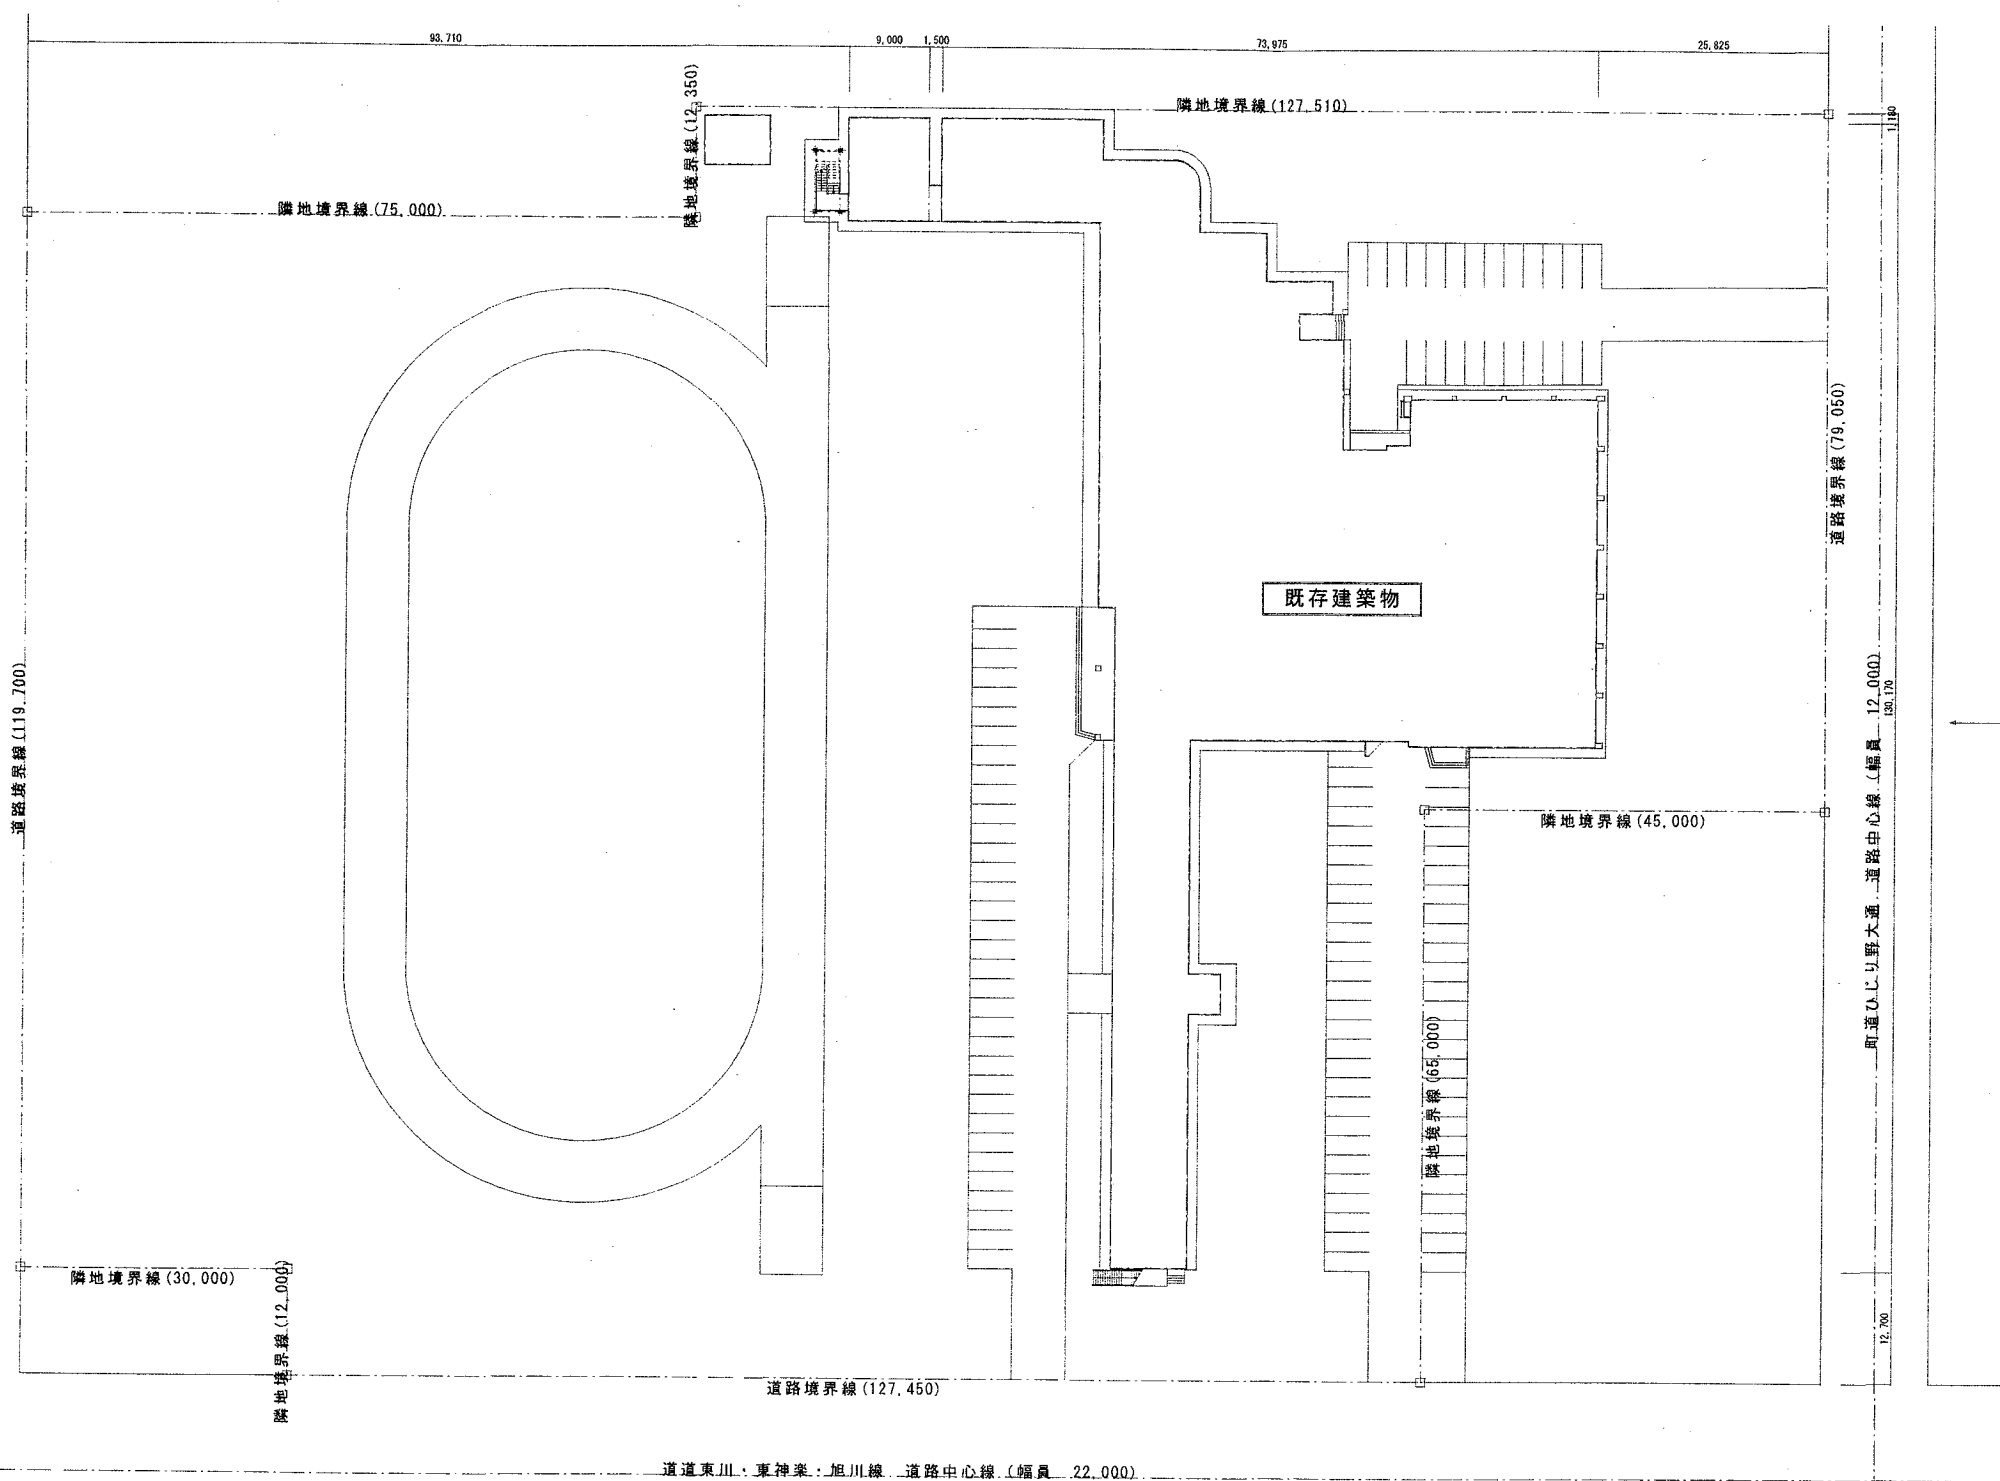 93,710
9,000
1,500
73,975
25,825
隣地境界線(12,350)
隣地境界線(127,510)
1,180
隣地境界線(75,000)
道路境界線(79,050)
既存建築物
道路境界線(119,700)
130,170
町道ひじり野大通 道路中心線 (幅員 12,000)
隣地境界線(45,000)
隣地境界線(65,000)
隣地境界線(30,000)
隣地境界線(12,000)
12,700
道路境界線(127,450)
道道東川・東神楽・旭川線 道路中心線 (幅員 22,000)